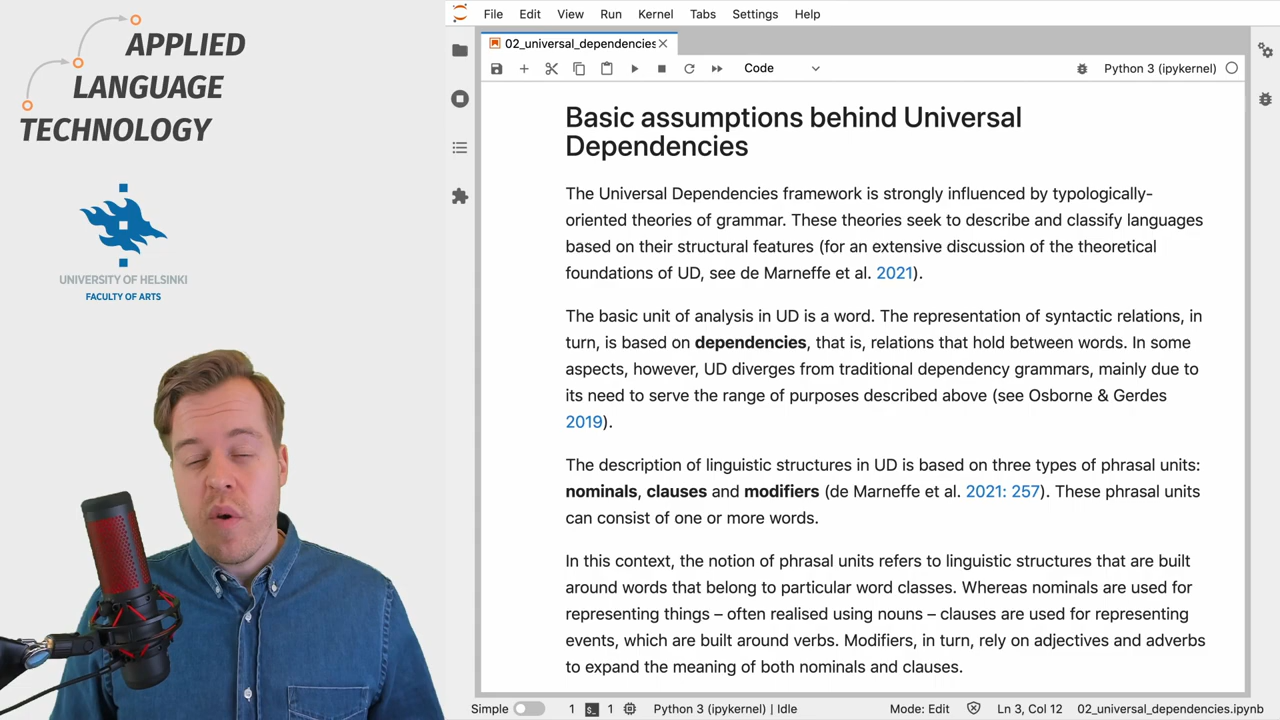 APPLIED
LANGUAGE
TECHNOLOGY
UNIVERSITY OF HELSINKI
FACULTY OF ARTS
File Edit View Run Kernel Tabs Settings Help
02_universal_dependencies
Code
Python 3 (ipykernel)
Basic assumptions behind Universal
Dependencies
The Universal Dependencies framework is strongly influenced by typologically-
oriented theories of grammar. These theories seek to describe and classify languages
based on their structural features (for an extensive discussion of the theoretical
foundations of UD, see de Marneffe et al. 2021).
The basic unit of analysis in UD is a word. The representation of syntactic relations, in
turn, is based on dependencies, that is, relations that hold between words. In some
aspects, however, UD diverges from traditional dependency grammars, mainly due to
its need to serve the range of purposes described above (see Osborne & Gerdes
2019).
The description of linguistic structures in UD is based on three types of phrasal units:
nominals, clauses and modifiers (de Marneffe et al. 2021: 257). These phrasal units
can consist of one or more words.
In this context, the notion of phrasal units refers to linguistic structures that are built
around words that belong to particular word classes. Whereas nominals are used for
representing things – often realised using nouns – clauses are used for representing
events, which are built around verbs. Modifiers, in turn, rely on adjectives and adverbs
to expand the meaning of both nominals and clauses.
Simple 1 1 Python 3 (ipykernel) | Idle Mode: Edit Ln 3, Col 12 02_universal_dependencies.ipynb